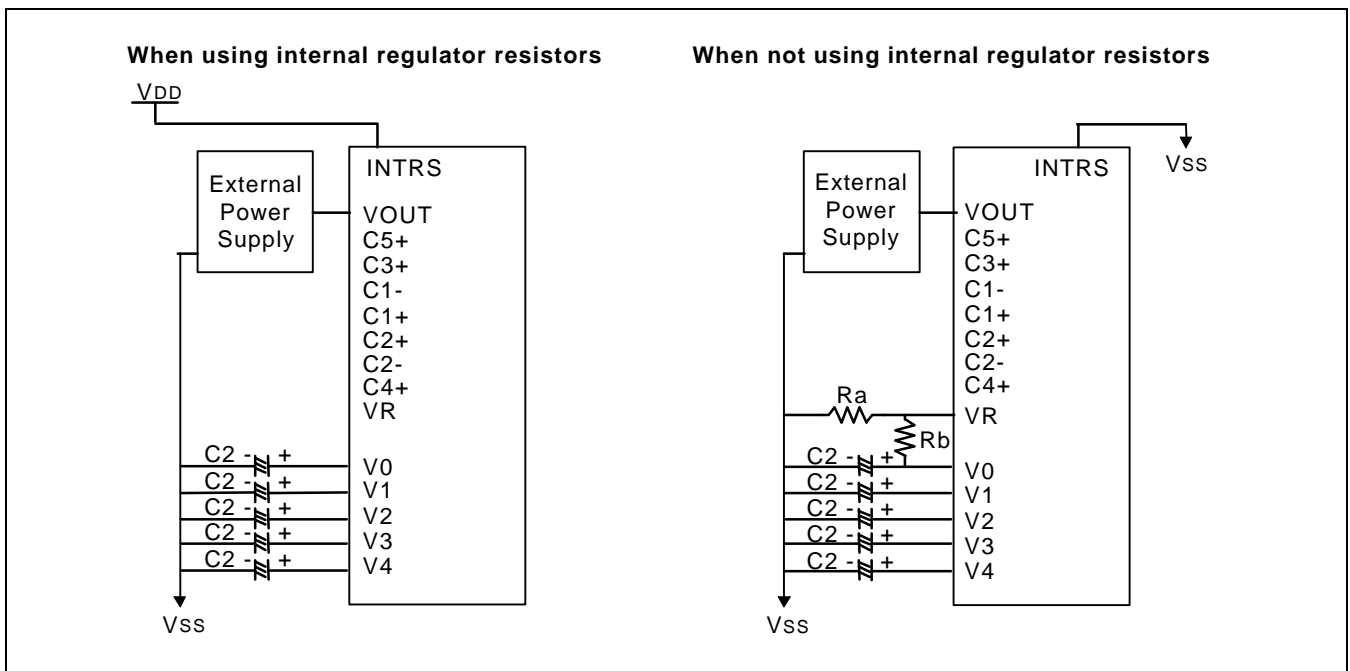 When using internal regulator resistors
VDD
External
Power
Supply
INTRS
VOUT
C5+
C3+
C1-
C1+
C2+
C2-
C4+
VR
C2 - + V0
C2 - + V1
C2 - + V2
C2 - + V3
C2 - + V4
VSS
When not using internal regulator resistors
External
Power
Supply
INTRS
VSS
VOUT
C5+
C3+
C1-
C1+
C2+
C2-
C4+
Ra
VR
Rb
C2 - + V0
C2 - + V1
C2 - + V2
C2 - + V3
C2 - + V4
VSS